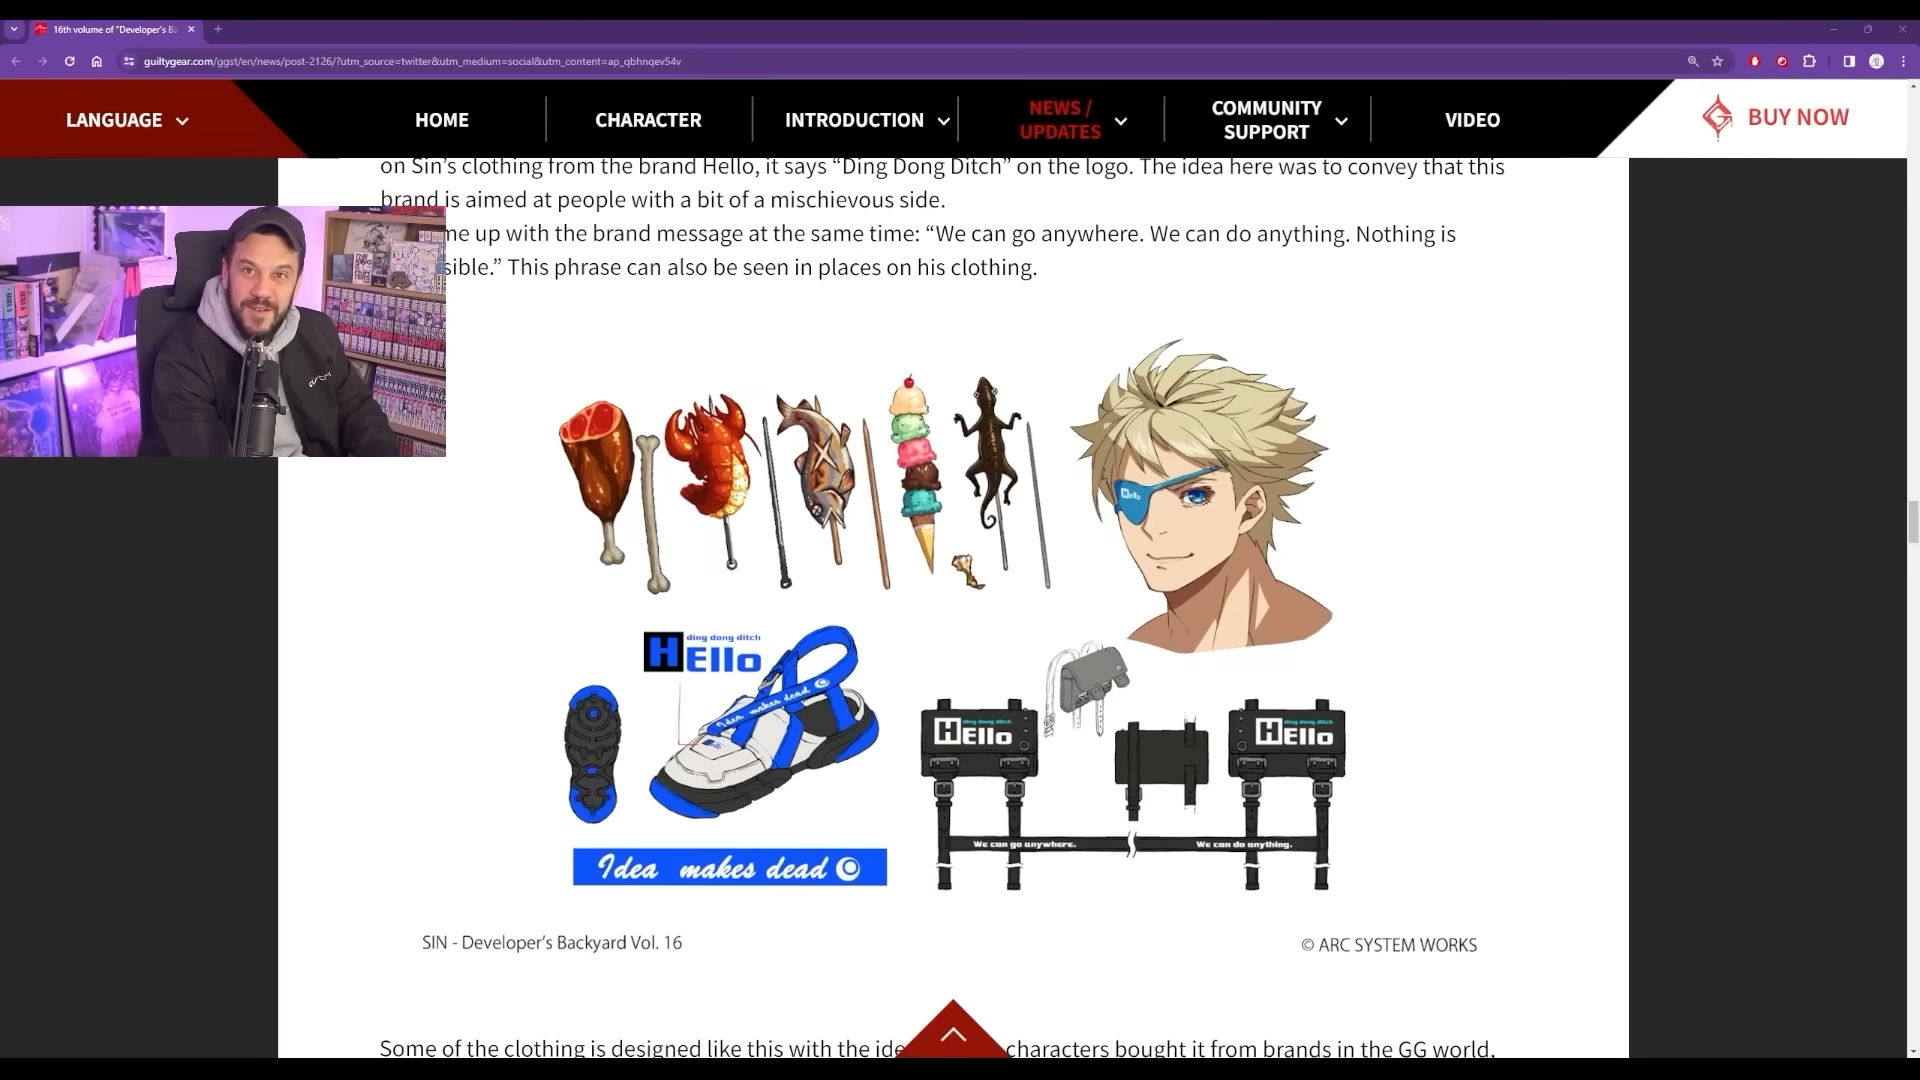 16th volume of "Developer's Ba
guiltygear.com/ggst/en/news/post-2126/?utm_source=twitter&utm_medium=social&utm_content=ap_qbhnqev54v
LANGUAGE
HOME
CHARACTER
INTRODUCTION
NEWS /
UPDATES
COMMUNITY
SUPPORT
VIDEO
BUY NOW
on Sin's clothing from the brand Hello, it says “Ding Dong Ditch” on the logo. The idea here was to convey that this
brand is aimed at people with a bit of a mischievous side.
me up with the brand message at the same time: “We can go anywhere. We can do anything. Nothing is
sible.” This phrase can also be seen in places on his clothing.
Hello
ding dong ditch
HEllo
Idea makes dead
ding dong ditch
HEllo
ding dong ditch
HEllo
We can go anywhere.
We can do anything.
Idea makes dead
SIN - Developer's Backyard Vol. 16
© ARC SYSTEM WORKS
Some of the clothing is designed like this with the ide
characters bought it from brands in the GG world,